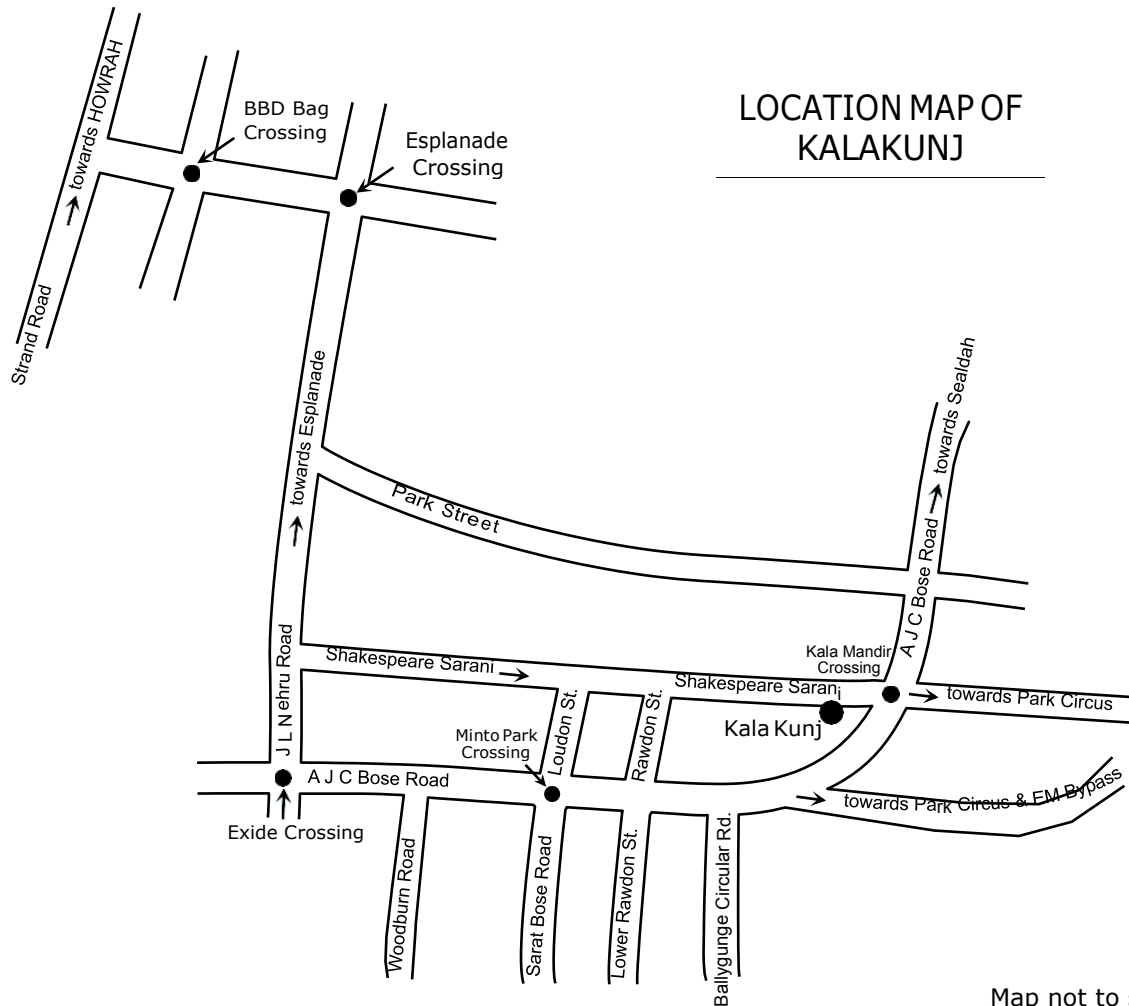 LOCATION MAP OF
KALAKUNJ
towards HOWRAH
BBD Bag
Crossing
Esplanade
Crossing
Strand Road
towards Esplanade
towards Sealdah
Park Street
A J C Bose Road
J L Nehru Road
Shakespeare Sarani
Kala Mandir
Crossing
Shakespeare Sarani
towards Park Circus
Kala Kunj
Loudon St.
Rawdon St.
Minto Park
Crossing
A J C Bose Road
towards Park Circus & EM Bypass
Exide Crossing
Woodburn Road
Sarat Bose Road
Lower Rawdon St.
Ballygunge Circular Rd.
Map not to